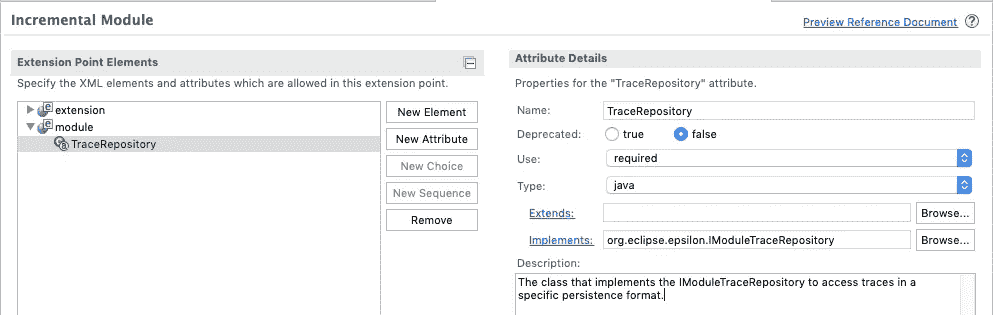 Incremental Module
Preview Reference Document
Extension Point Elements
Specify the XML elements and attributes which are allowed in this extension point.
extension
module
TraceRepository
New Element
New Attribute
New Choice
New Sequence
Remove
Attribute Details
Properties for the "TraceRepository" attribute.
Name: TraceRepository
Deprecated: true false
Use: required
Type: java
Extends: Browse...
Implements: org.eclipse.epsilon.IModuleTraceRepository Browse...
Description:
The class that implements the IModuleTraceRepository to access traces in a
specific persistence format.